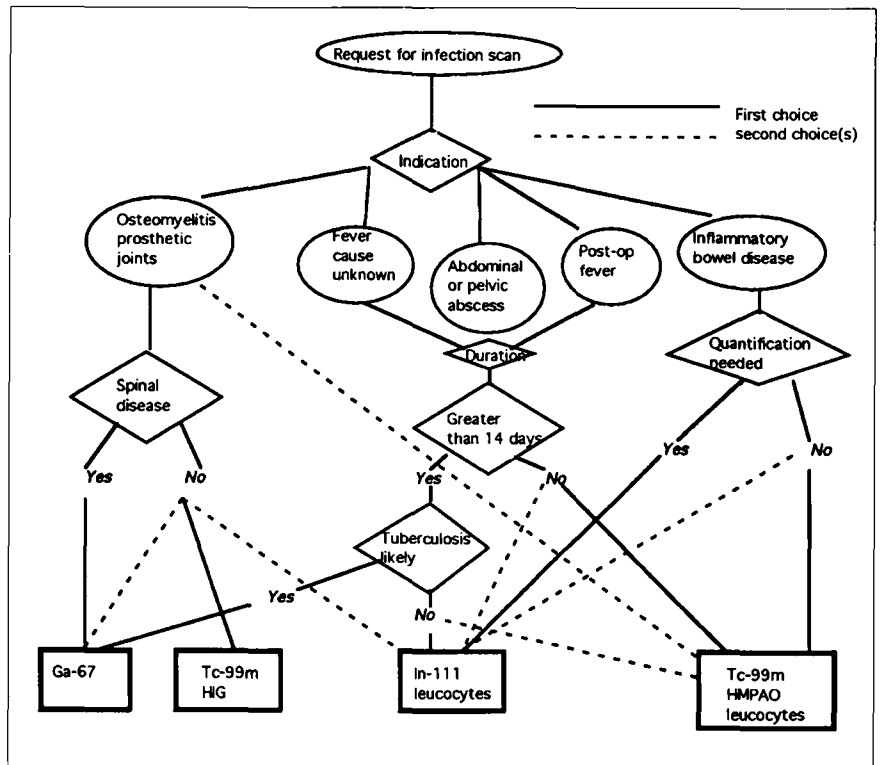 Request for infection scan
First choice
second choice(s)
Indication
Osteomyelitis
prosthetic
joints
Fever
cause
unknown
Abdominal
or pelvic
abscess
Post-op
fever
Inflammatory
bowel disease
Duration
Quantification
needed
Spinal
disease
Greater
than 14 days
Yes
No
Yes
No
Yes
No
Tuberculosis
likely
Yes
No
Ga-67
Tc-99m
HIG
In-111
leucocytes
Tc-99m
HMPAO
leucocytes